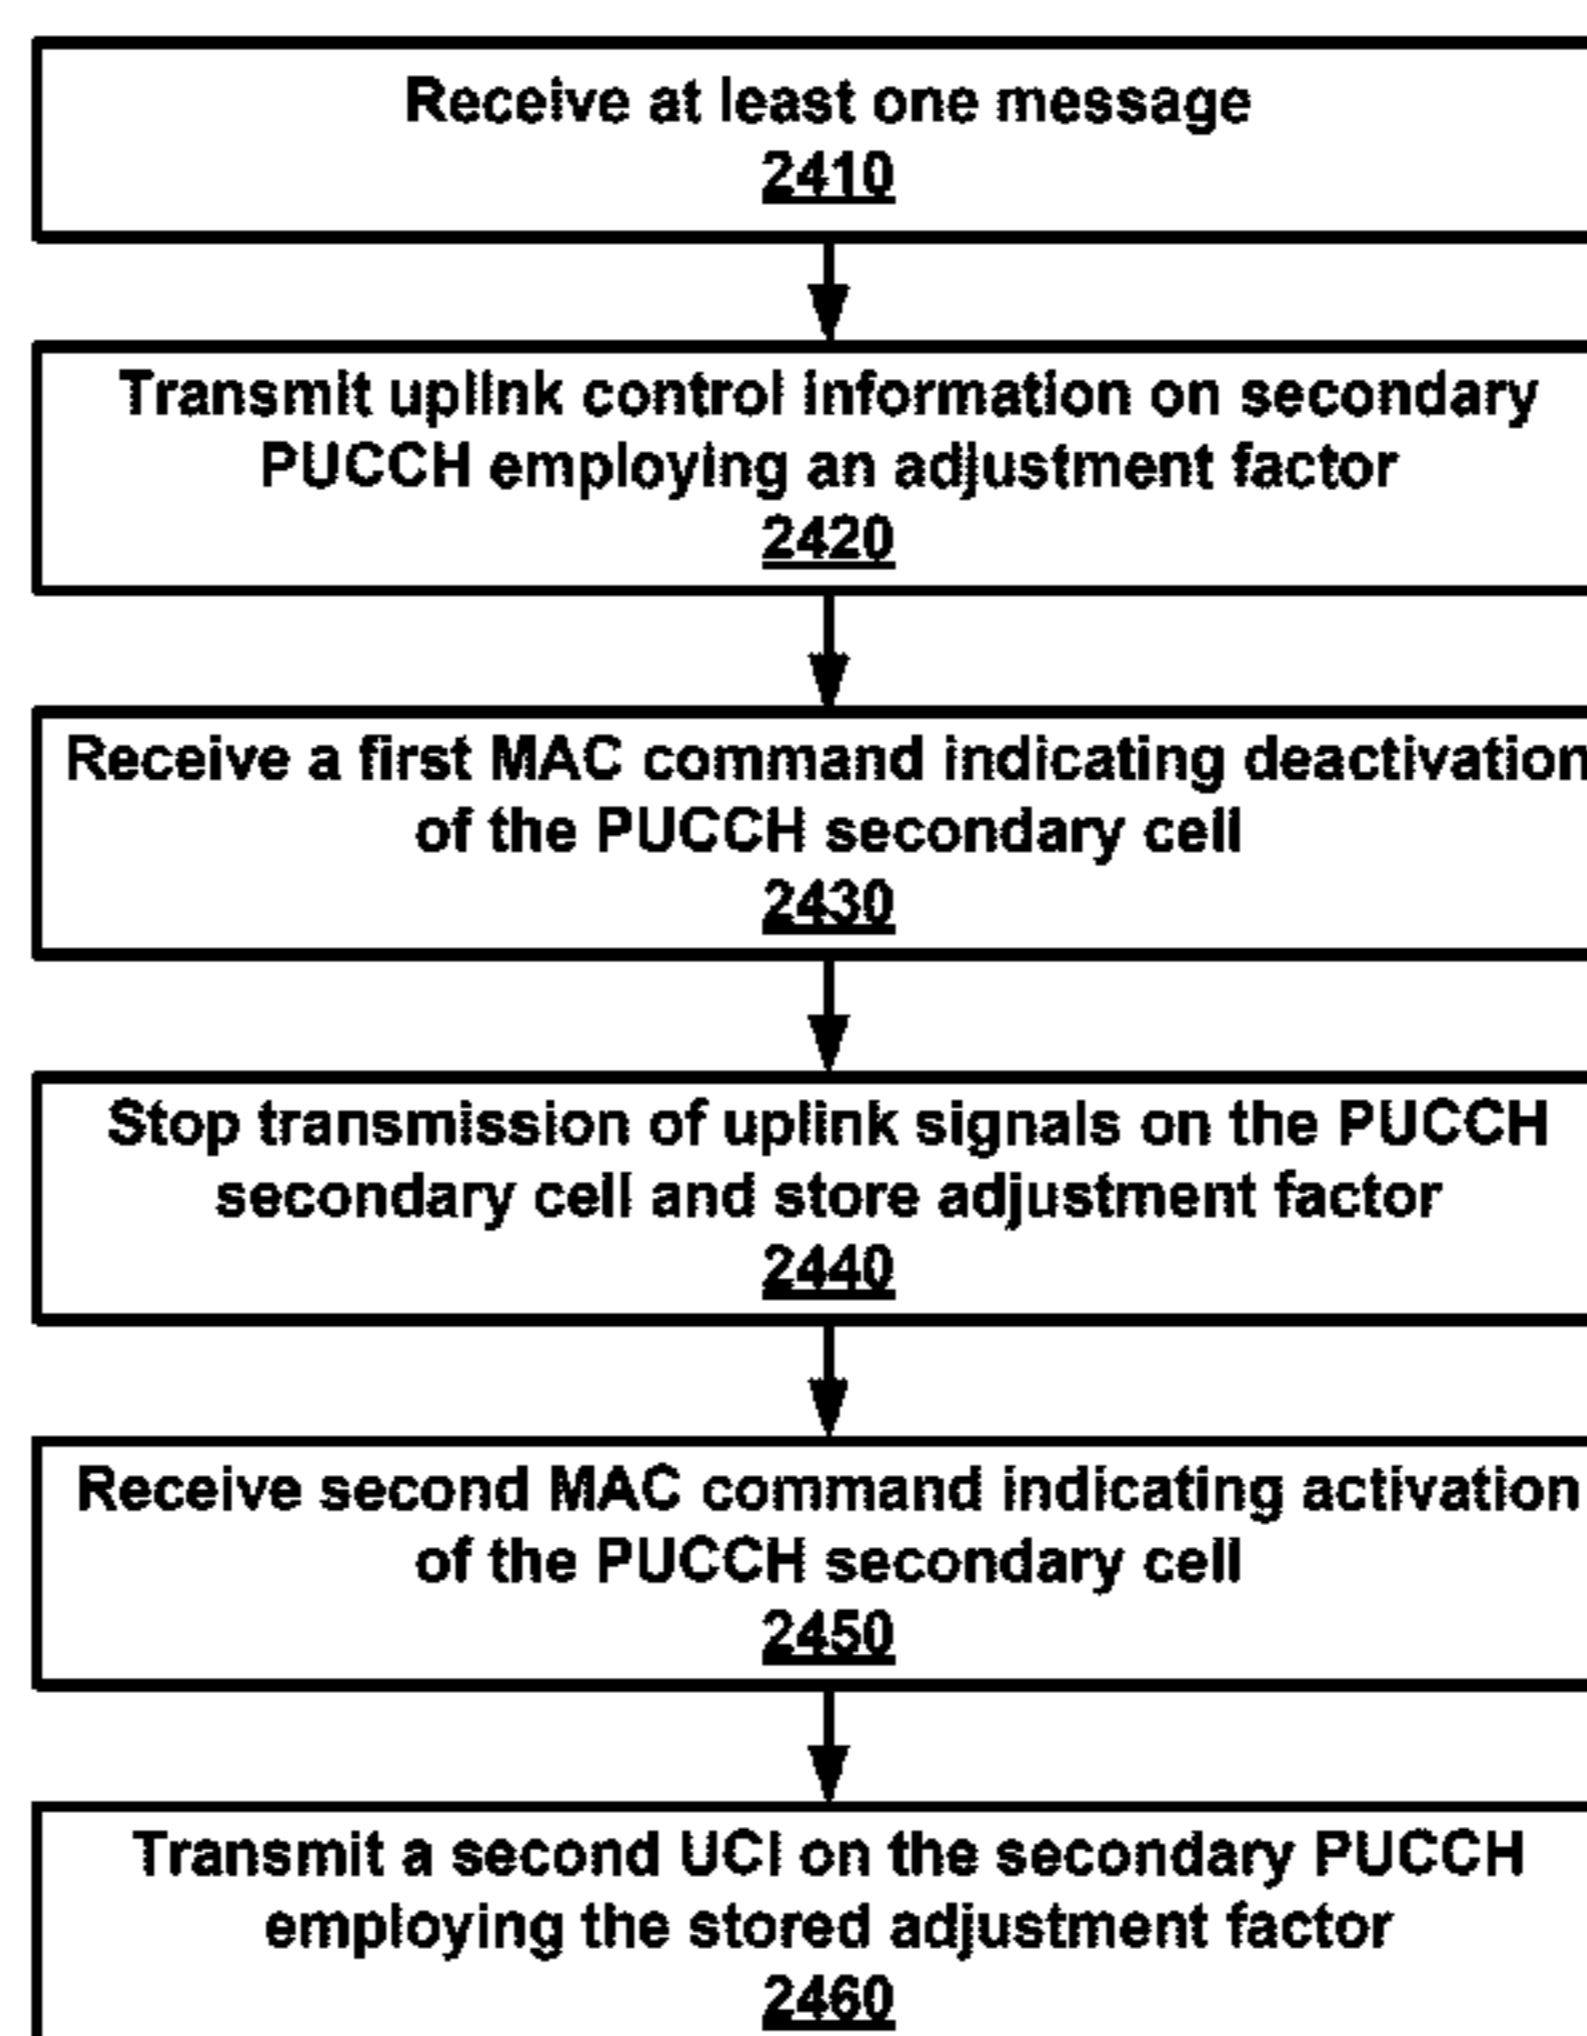 Receive at least one message
2410
Transmit uplink control information on secondary
PUCCH employing an adjustment factor
2420
Receive a first MAC command indicating deactivation
of the PUCCH secondary cell
2430
Stop transmission of uplink signals on the PUCCH
secondary cell and store adjustment factor
2440
Receive second MAC command indicating activation
of the PUCCH secondary cell
2450
Transmit a second UCI on the secondary PUCCH
employing the stored adjustment factor
2460